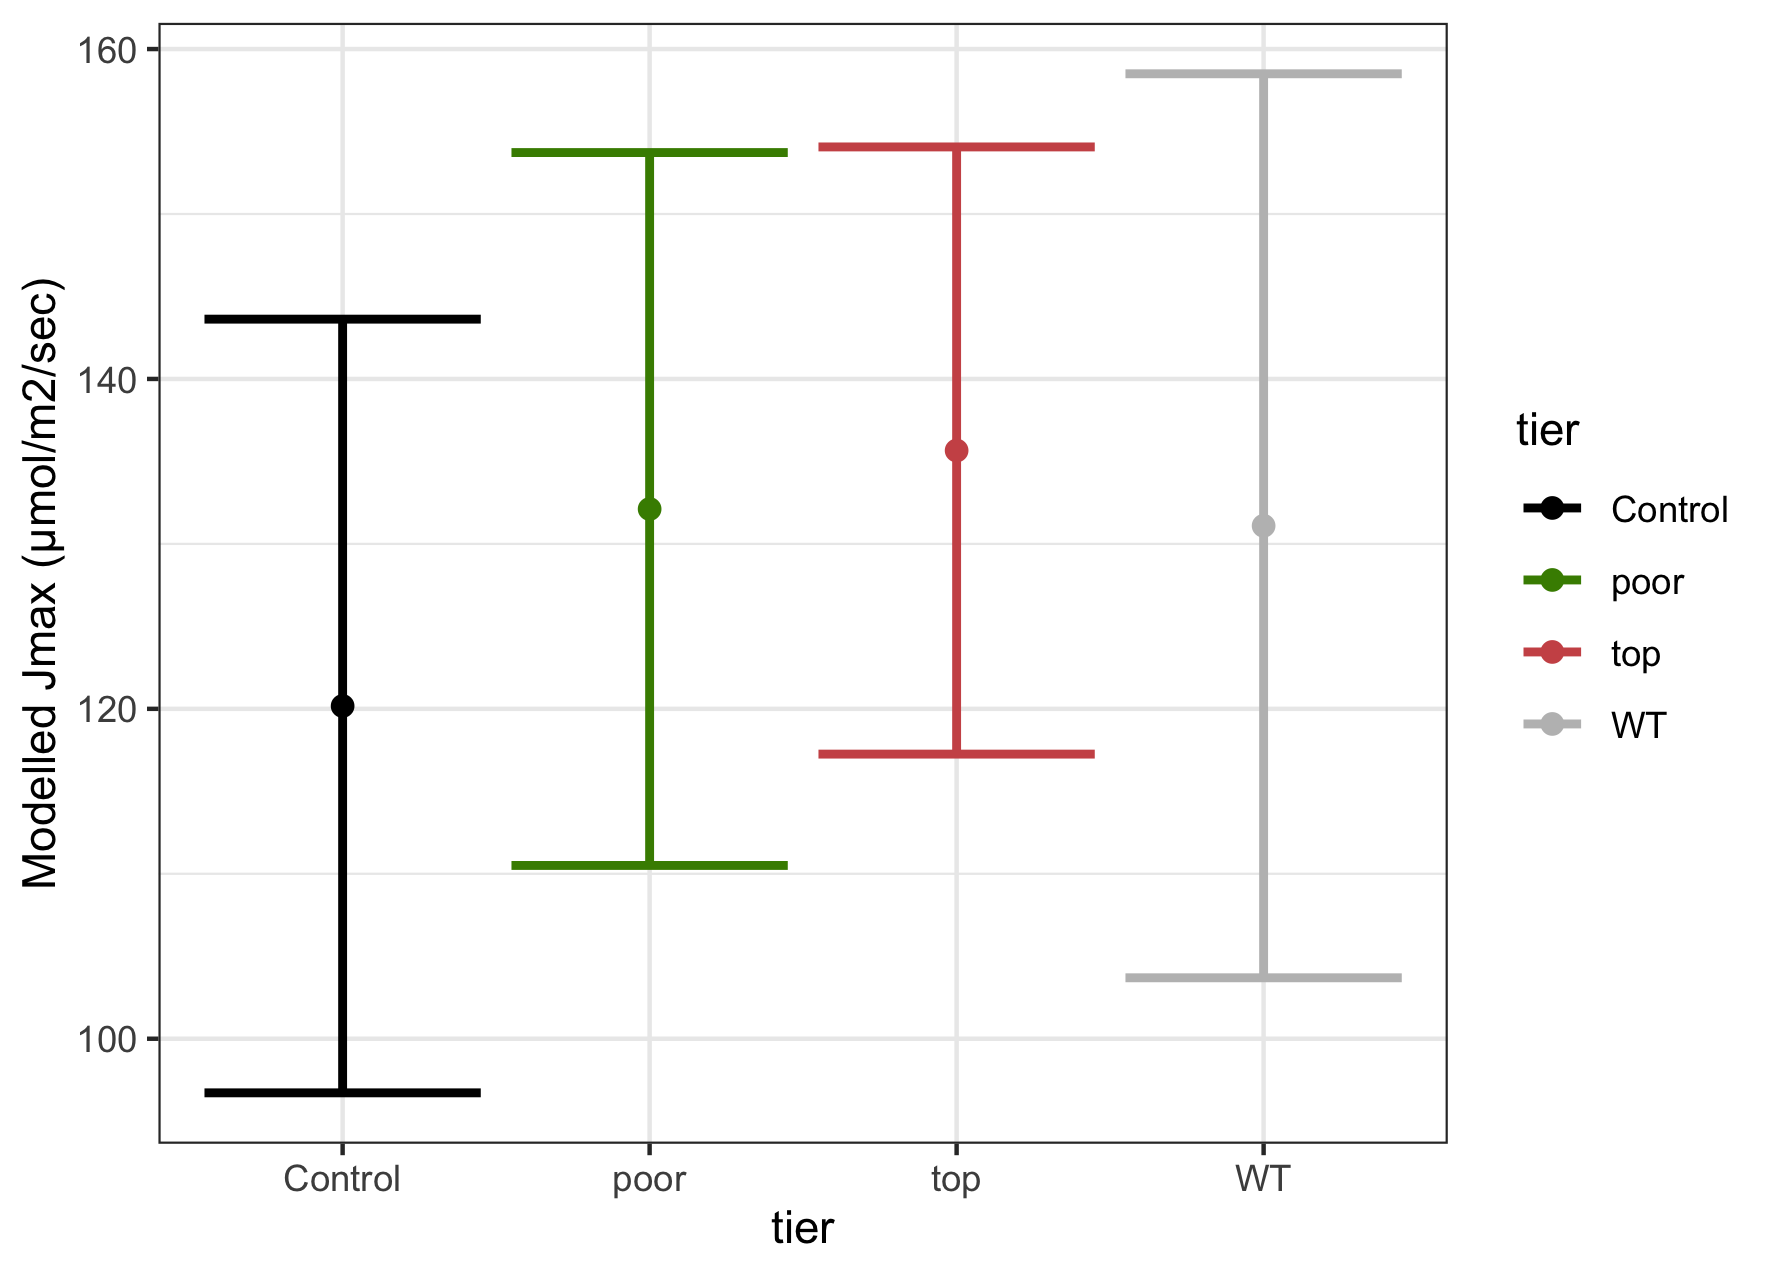 160
140
120
100
Modelled Jmax (μmol/m2/sec)
Control
poor
top
WT
tier
tier
Control
poor
top
WT